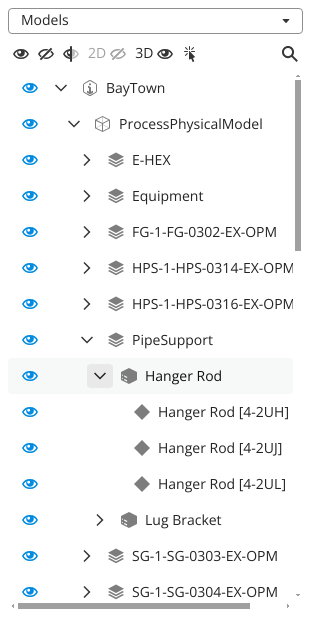 Models
2D 3D
BayTown
ProcessPhysicalModel
E-HEX
Equipment
FG-1-FG-0302-EX-OPM
HPS-1-HPS-0314-EX-OPM
HPS-1-HPS-0316-EX-OPM
PipeSupport
Hanger Rod
Hanger Rod [4-2UH]
Hanger Rod [4-2UJ]
Hanger Rod [4-2UL]
Lug Bracket
SG-1-SG-0303-EX-OPM
SG-1-SG-0304-EX-OPM